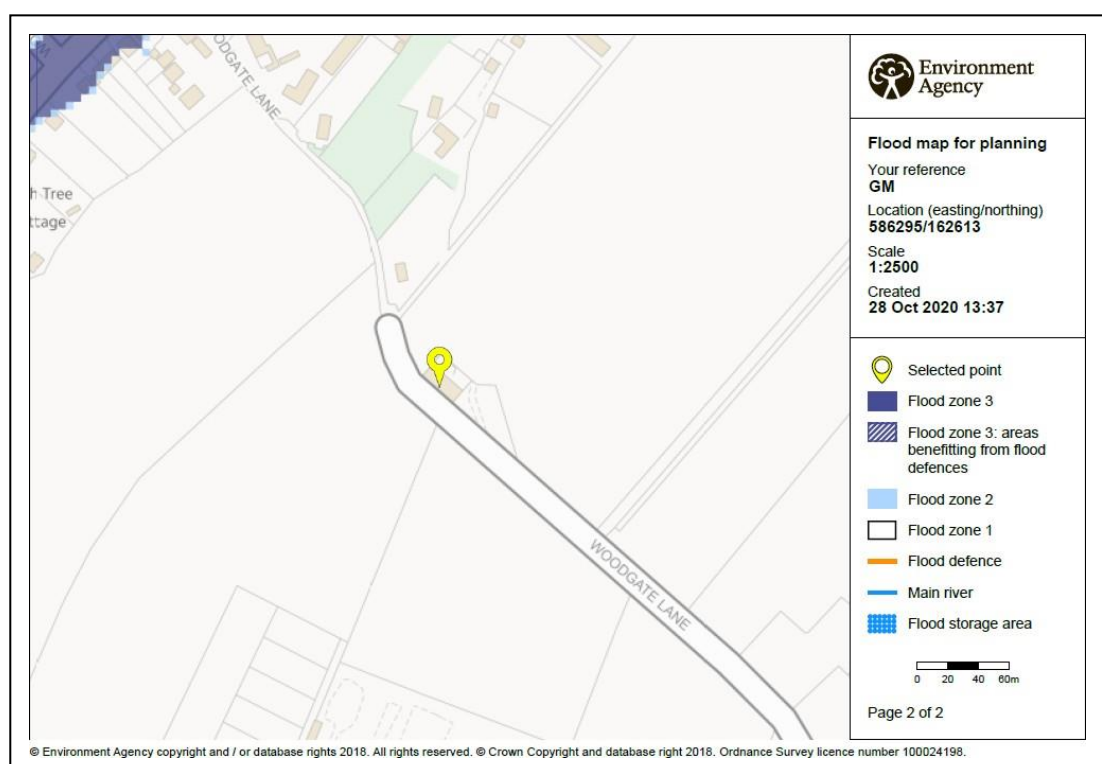 WOODGATE LANE
h Tree
ttage
WOODGATE LANE
Environment
Agency
Flood map for planning
Your reference
GM
Location (easting/northing)
586295/162613
Scale
1:2500
Created
28 Oct 2020 13:37
Selected point
Flood zone 3
Flood zone 3: areas
benefitting from flood
defences
Flood zone 2
Flood zone 1
Flood defence
Main river
Flood storage area
0 20 40 60m
Page 2 of 2
© Environment Agency copyright and / or database rights 2018. All rights reserved. © Crown Copyright and database right 2018. Ordnance Survey licence number 100024198.